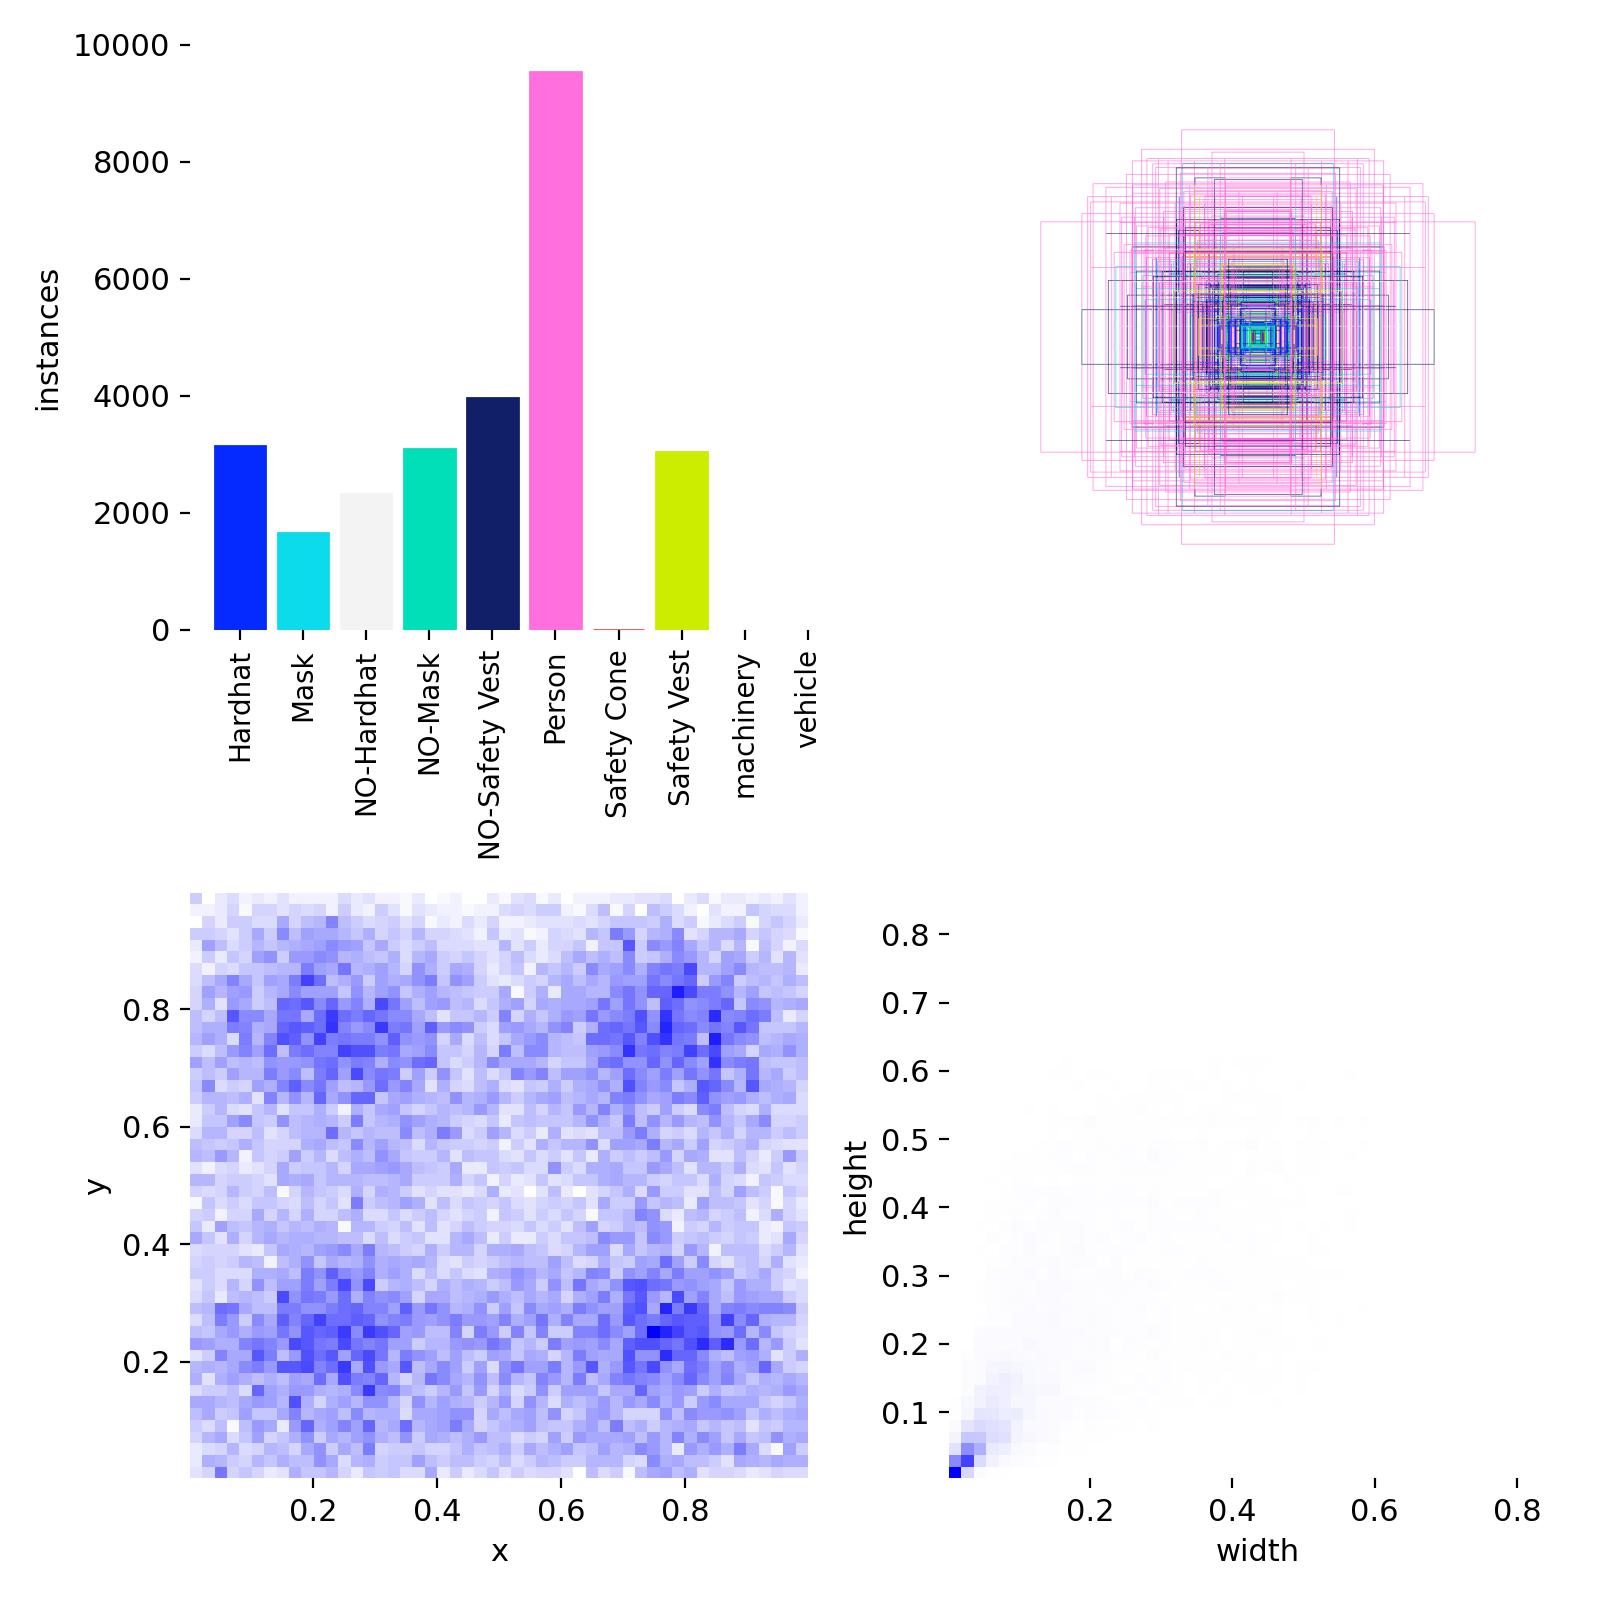 10000
8000
6000
4000
2000
0
instances
Hardhat
Mask
NO-Hardhat
NO-Mask
NO-Safety Vest
Person
Safety Cone
Safety Vest
machinery
vehicle
0.8
0.6
0.4
0.2
y
0.2 0.4 0.6 0.8
x
0.8
0.7
0.6
0.5
0.4
0.3
0.2
0.1
height
0.2 0.4 0.6 0.8
width